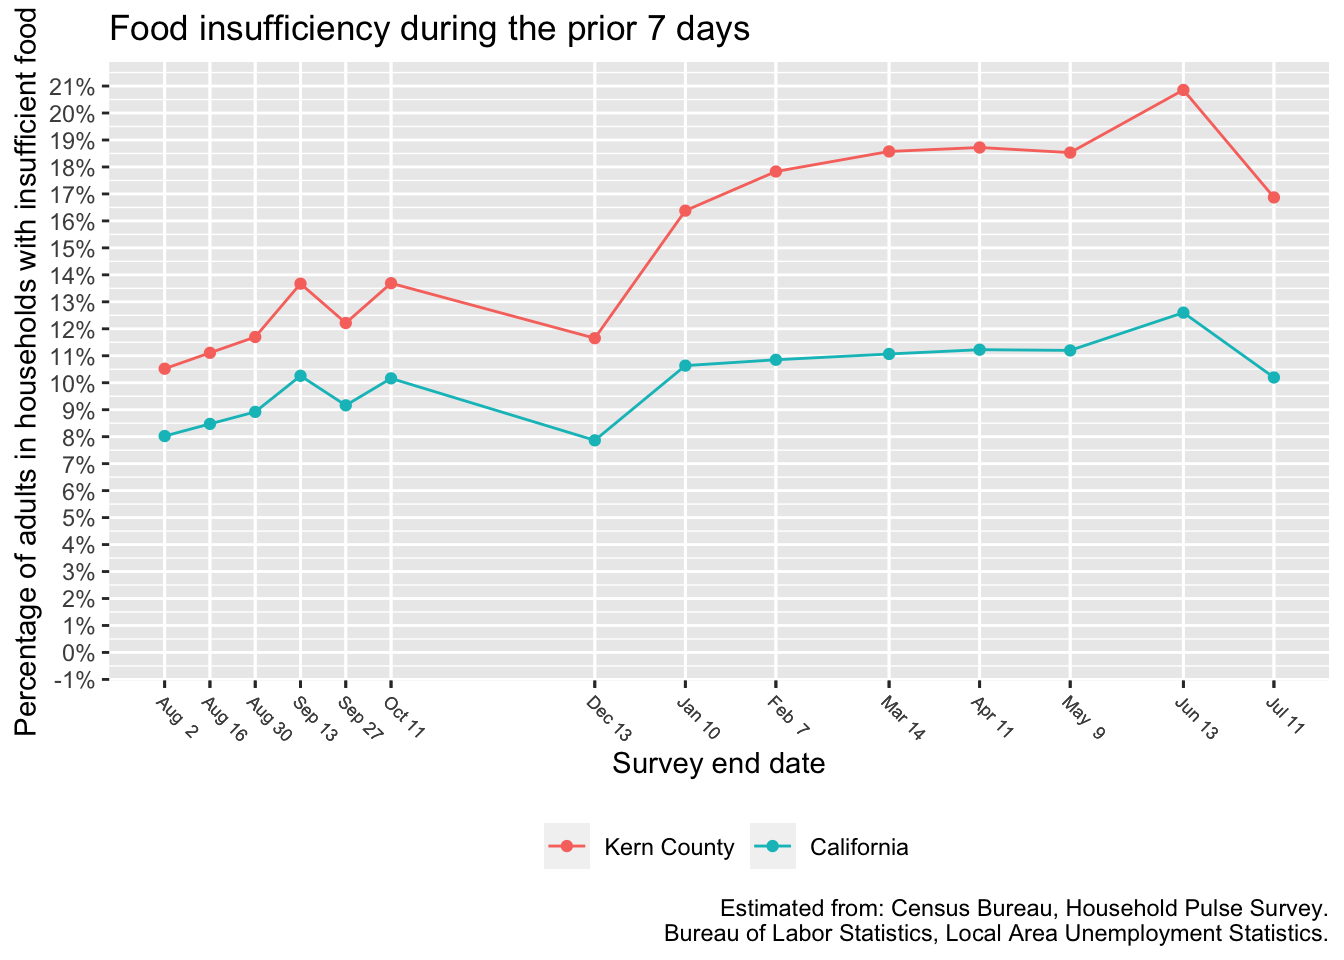 Food insufficiency during the prior 7 days
Percentage of adults in households with insufficient food
21%
20%
19%
18%
17%
16%
15%
14%
13%
12%
11%
10%
9%
8%
7%
6%
5%
4%
3%
2%
1%
0%
-1%
Aug 2
Aug 16
Aug 30
Sep 13
Sep 27
Oct 11
Dec 13
Jan 10
Feb 7
Mar 14
Apr 11
May 9
Jun 13
Jul 11
Survey end date
Kern County
California
Estimated from: Census Bureau, Household Pulse Survey.
Bureau of Labor Statistics, Local Area Unemployment Statistics.